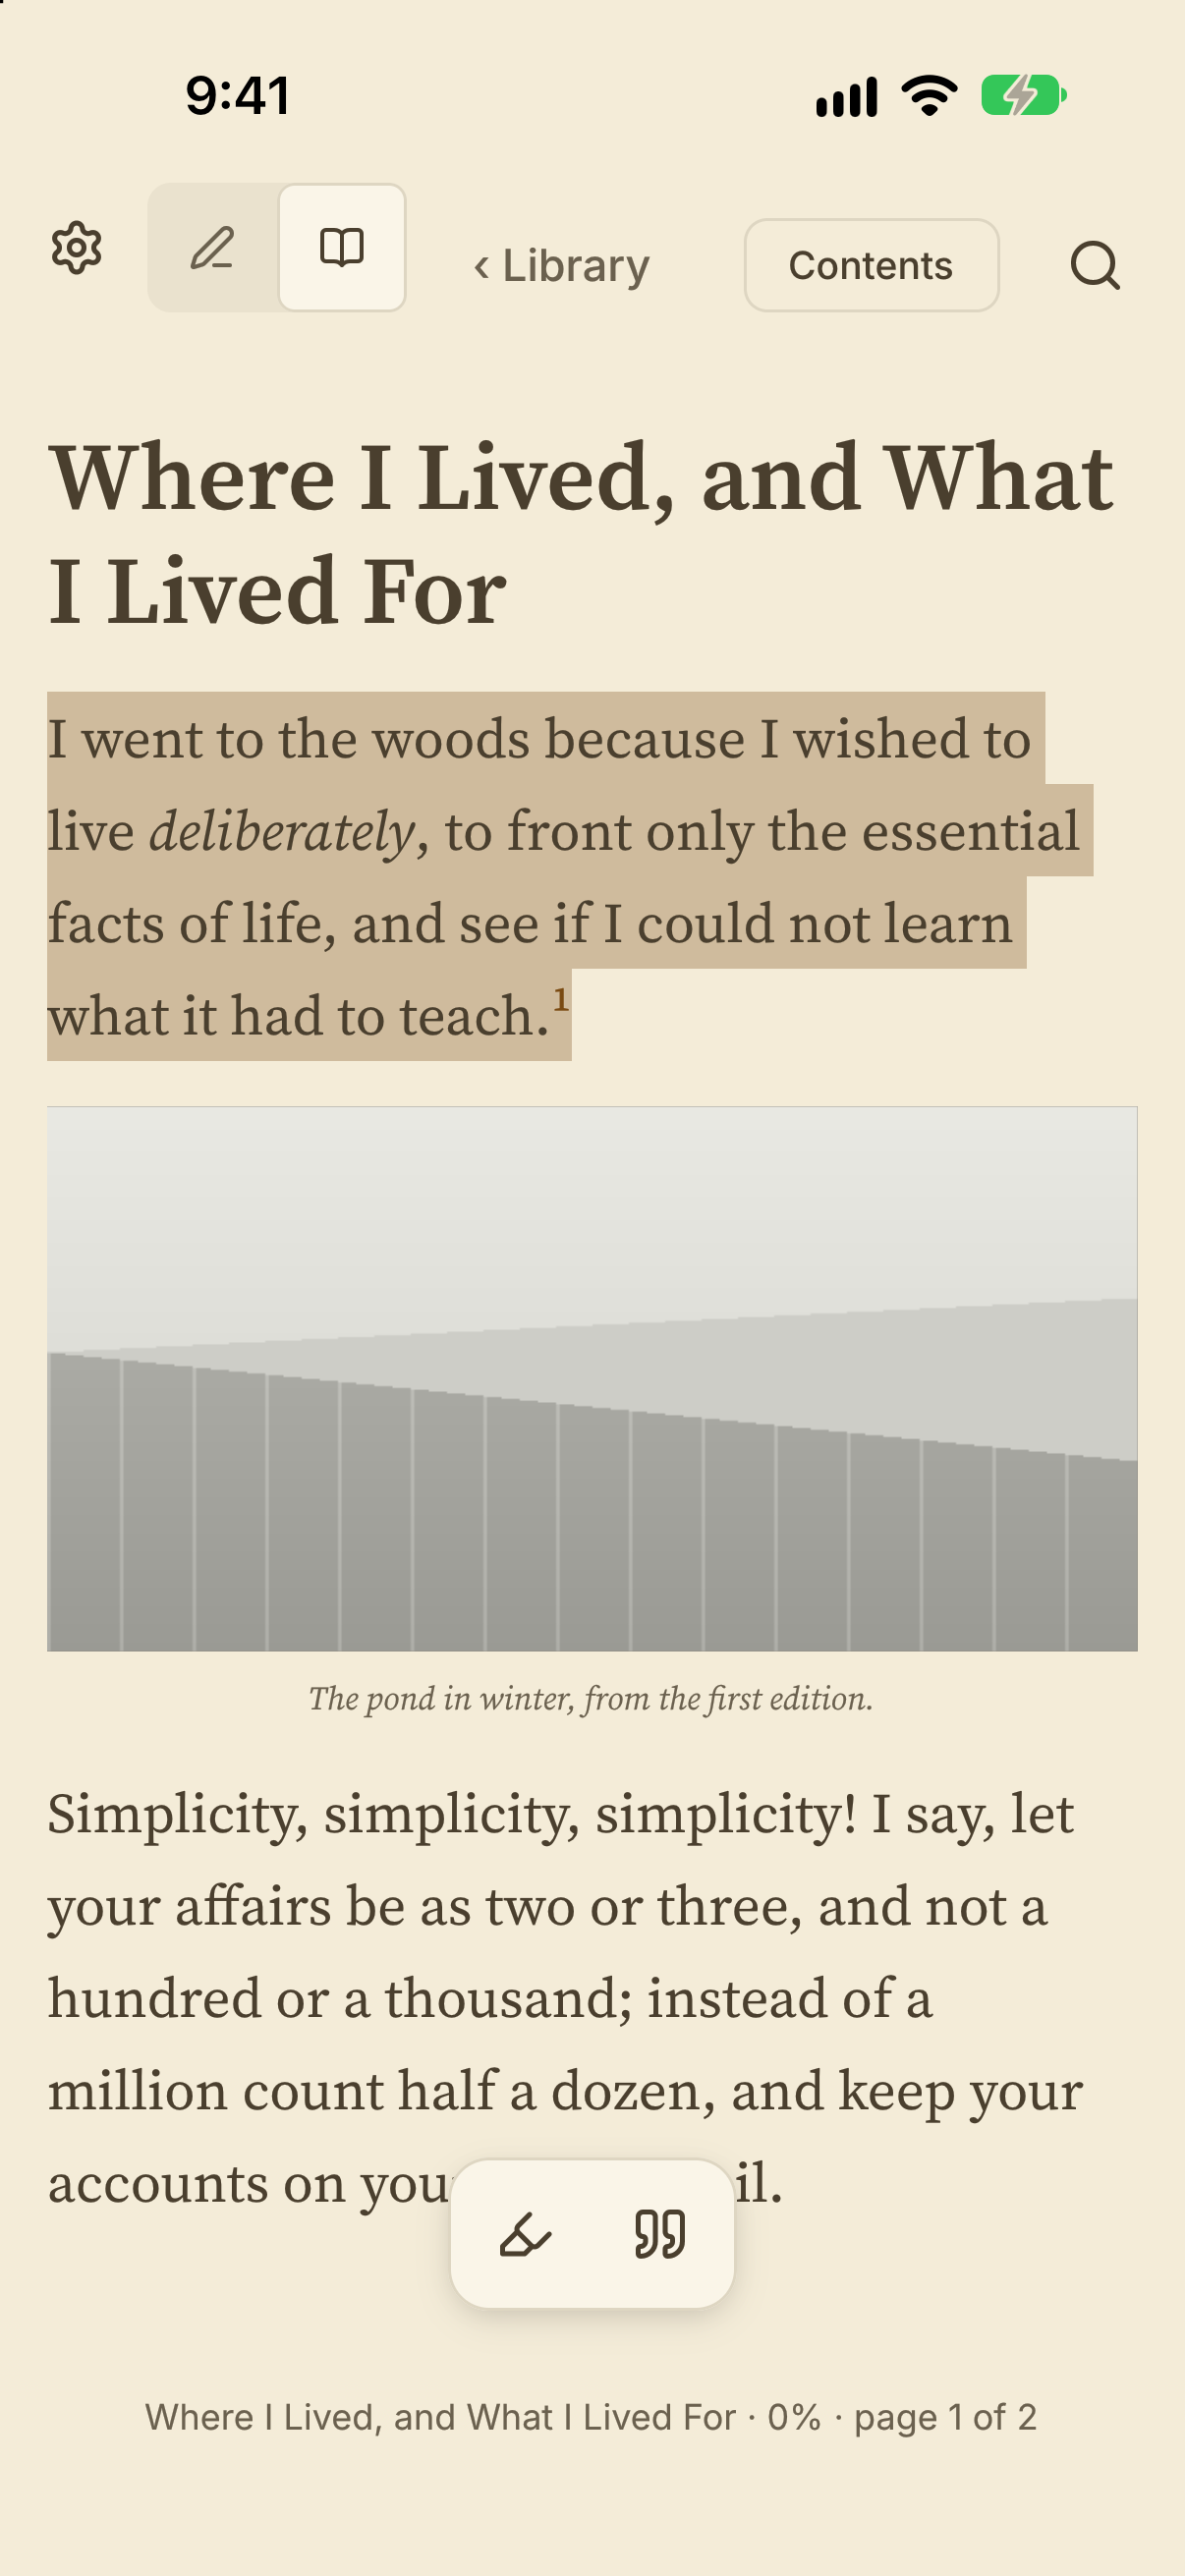 9:41
‹ Library
Contents
Where I Lived, and What
I Lived For
I went to the woods because I wished to
live deliberately, to front only the essential
facts of life, and see if I could not learn
what it had to teach.1
The pond in winter, from the first edition.
Simplicity, simplicity, simplicity! I say, let
your affairs be as two or three, and not a
hundred or a thousand; instead of a
million count half a dozen, and keep your
accounts on
Where I Lived, and What I Lived For · 0% · page 1 of 2